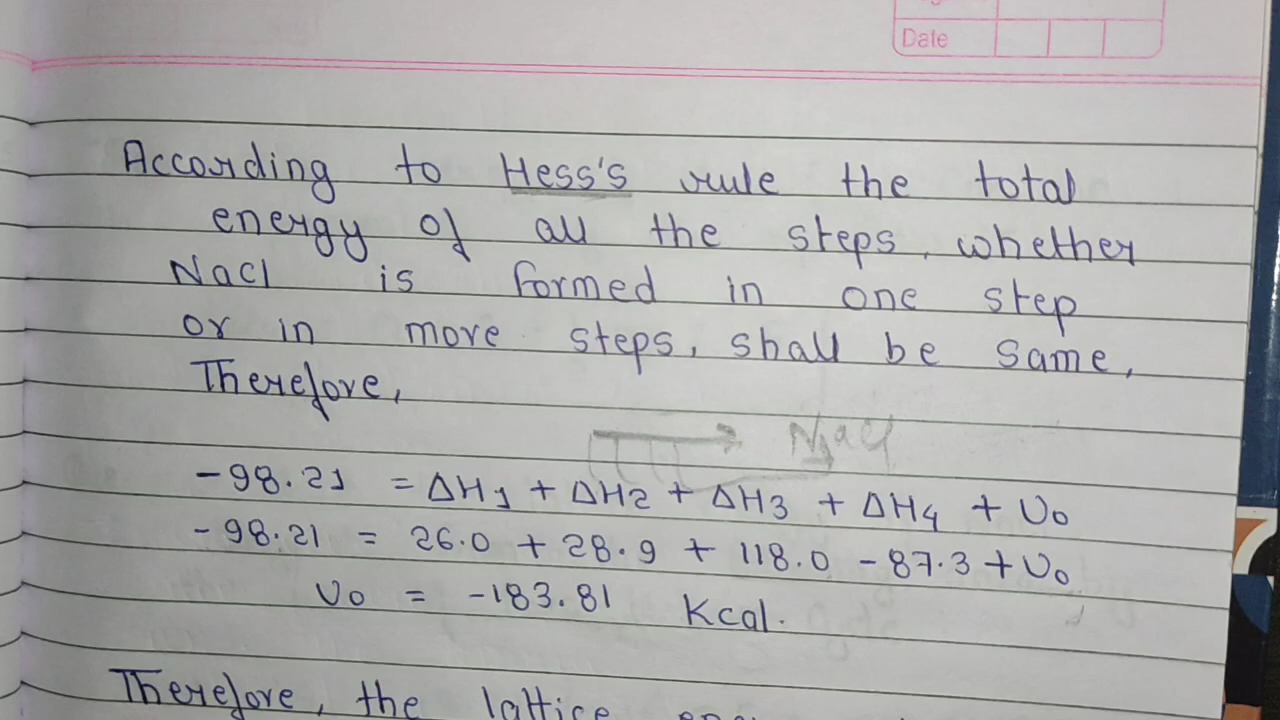 Date
According to Hess's rule the total
energy of all the steps, whether
NaCl is formed in one step
or in more steps, shall be same,
Therefore,
NaCl
-98.21 = ΔH1 + ΔH2 + ΔH3 + ΔH4 + U0
-98.21 = 26.0 + 28.9 + 118.0 - 87.3 + U0
U0 = -183.81 Kcal.
Therefore, the lattice